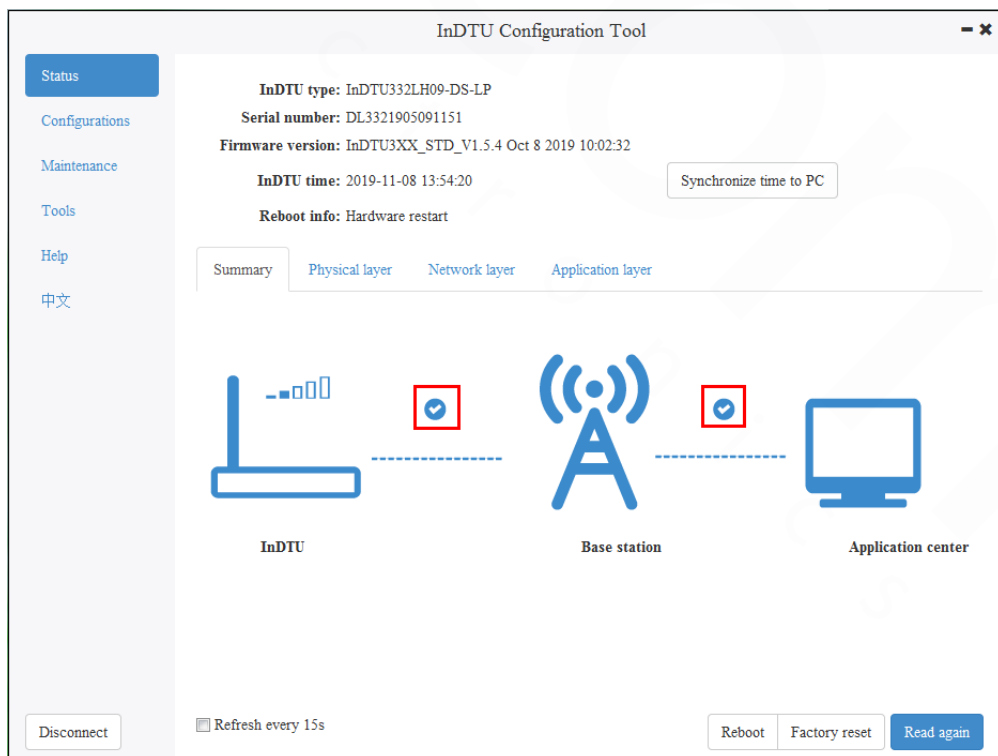 InDTU Configuration Tool
Status
Configurations
Maintenance
Tools
Help
中文
InDTU type: InDTU332LH09-DS-LP
Serial number: DL3321905091151
Firmware version: InDTU3XX_STD_V1.5.4 Oct 8 2019 10:02:32
InDTU time: 2019-11-08 13:54:20
Synchronize time to PC
Reboot info: Hardware restart
Summary Physical layer Network layer Application layer
InDTU Base station Application center
Disconnect
Refresh every 15s
Reboot Factory reset Read again